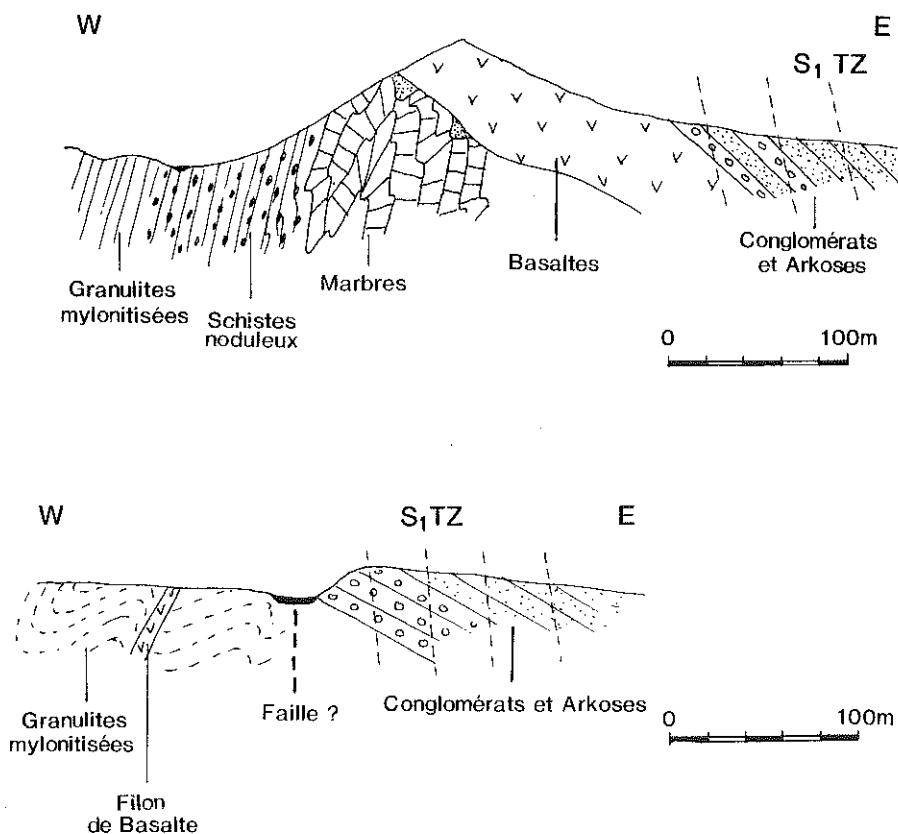 W
E
S₁ TZ
Granulites
mylonitisées
Schistes
noduleux
Marbres
Basaltes
Conglomérats
et Arkoses
0 100m
W
S₁TZ
E
Granulites
mylonitisées
Filon
de Basalte
Faille ?
Conglomérats et Arkoses
0 100m